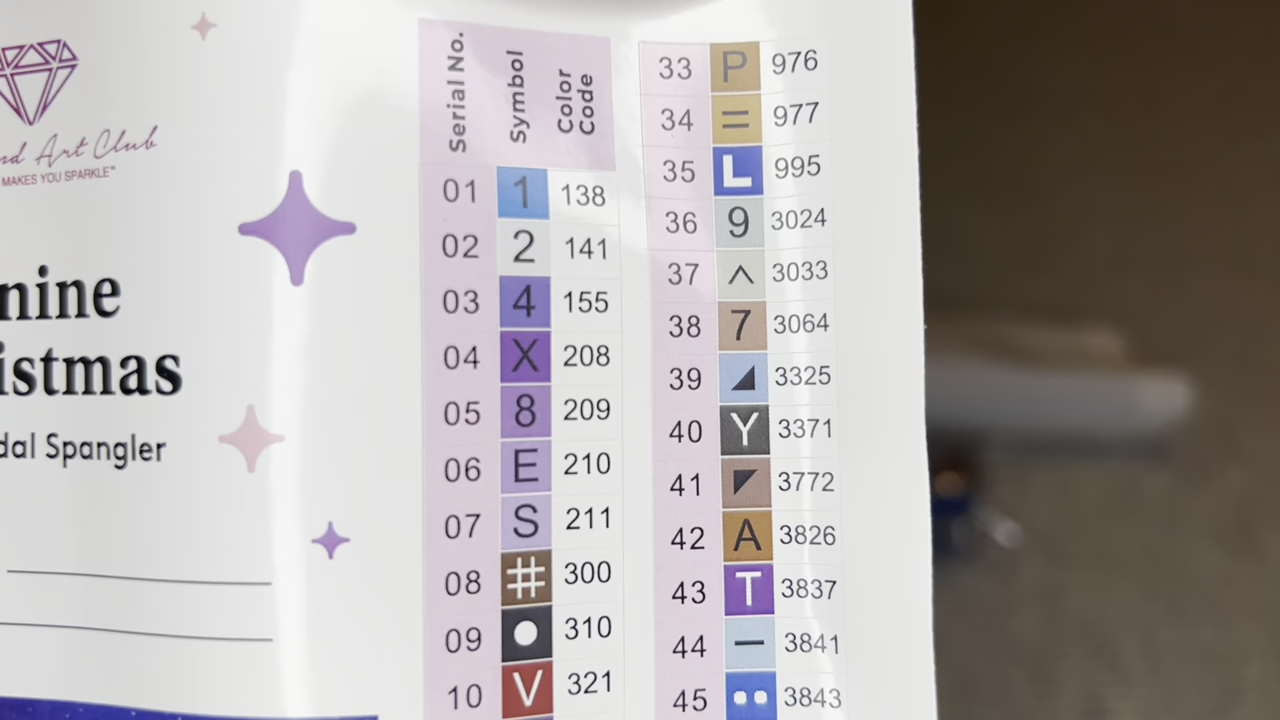 nd Art Club
MAKES YOU SPARKLE™
nine
istmas
dal Spangler
Serial No. Symbol Color Code
01 1 138
02 2 141
03 4 155
04 X 208
05 8 209
06 E 210
07 S 211
08 # 300
09 ● 310
10 V 321
33 P 976
34 = 977
35 L 995
36 9 3024
37 ^ 3033
38 7 3064
39 ◢ 3325
40 Y 3371
41 ◤ 3772
42 A 3826
43 T 3837
44 – 3841
45 •• 3843